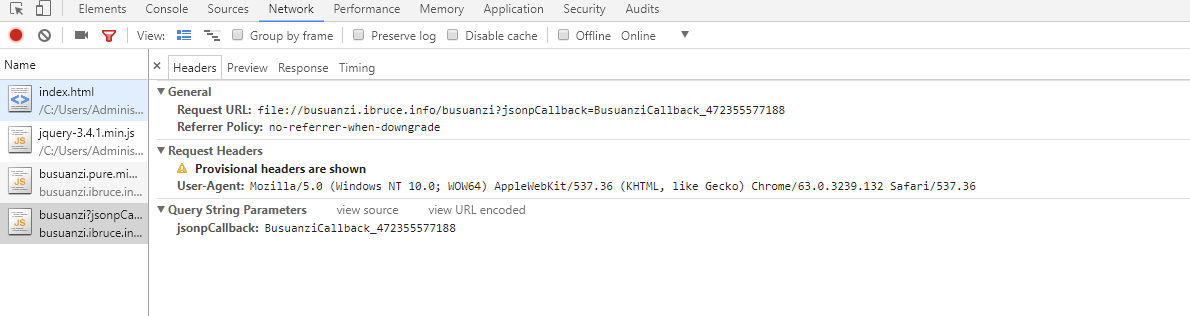 Elements Console Sources Network Performance Memory Application Security Audits
View: Group by frame Preserve log Disable cache Offline Online
Name
Headers Preview Response Timing
index.html
/C:/Users/Adminis...
jquery-3.4.1.min.js
/C:/Users/Adminis...
busuanzi.pure.mi...
busuanzi.ibruce.in...
busuanzi?jsonpCa...
busuanzi.ibruce.in...
General
Request URL: file://busuanzi.ibruce.info/busuanzi?jsonpCallback=BusuanziCallback_472355577188
Referrer Policy: no-referrer-when-downgrade
Request Headers
Provisional headers are shown
User-Agent: Mozilla/5.0 (Windows NT 10.0; WOW64) AppleWebKit/537.36 (KHTML, like Gecko) Chrome/63.0.3239.132 Safari/537.36
Query String Parameters view source view URL encoded
jsonpCallback: BusuanziCallback_472355577188